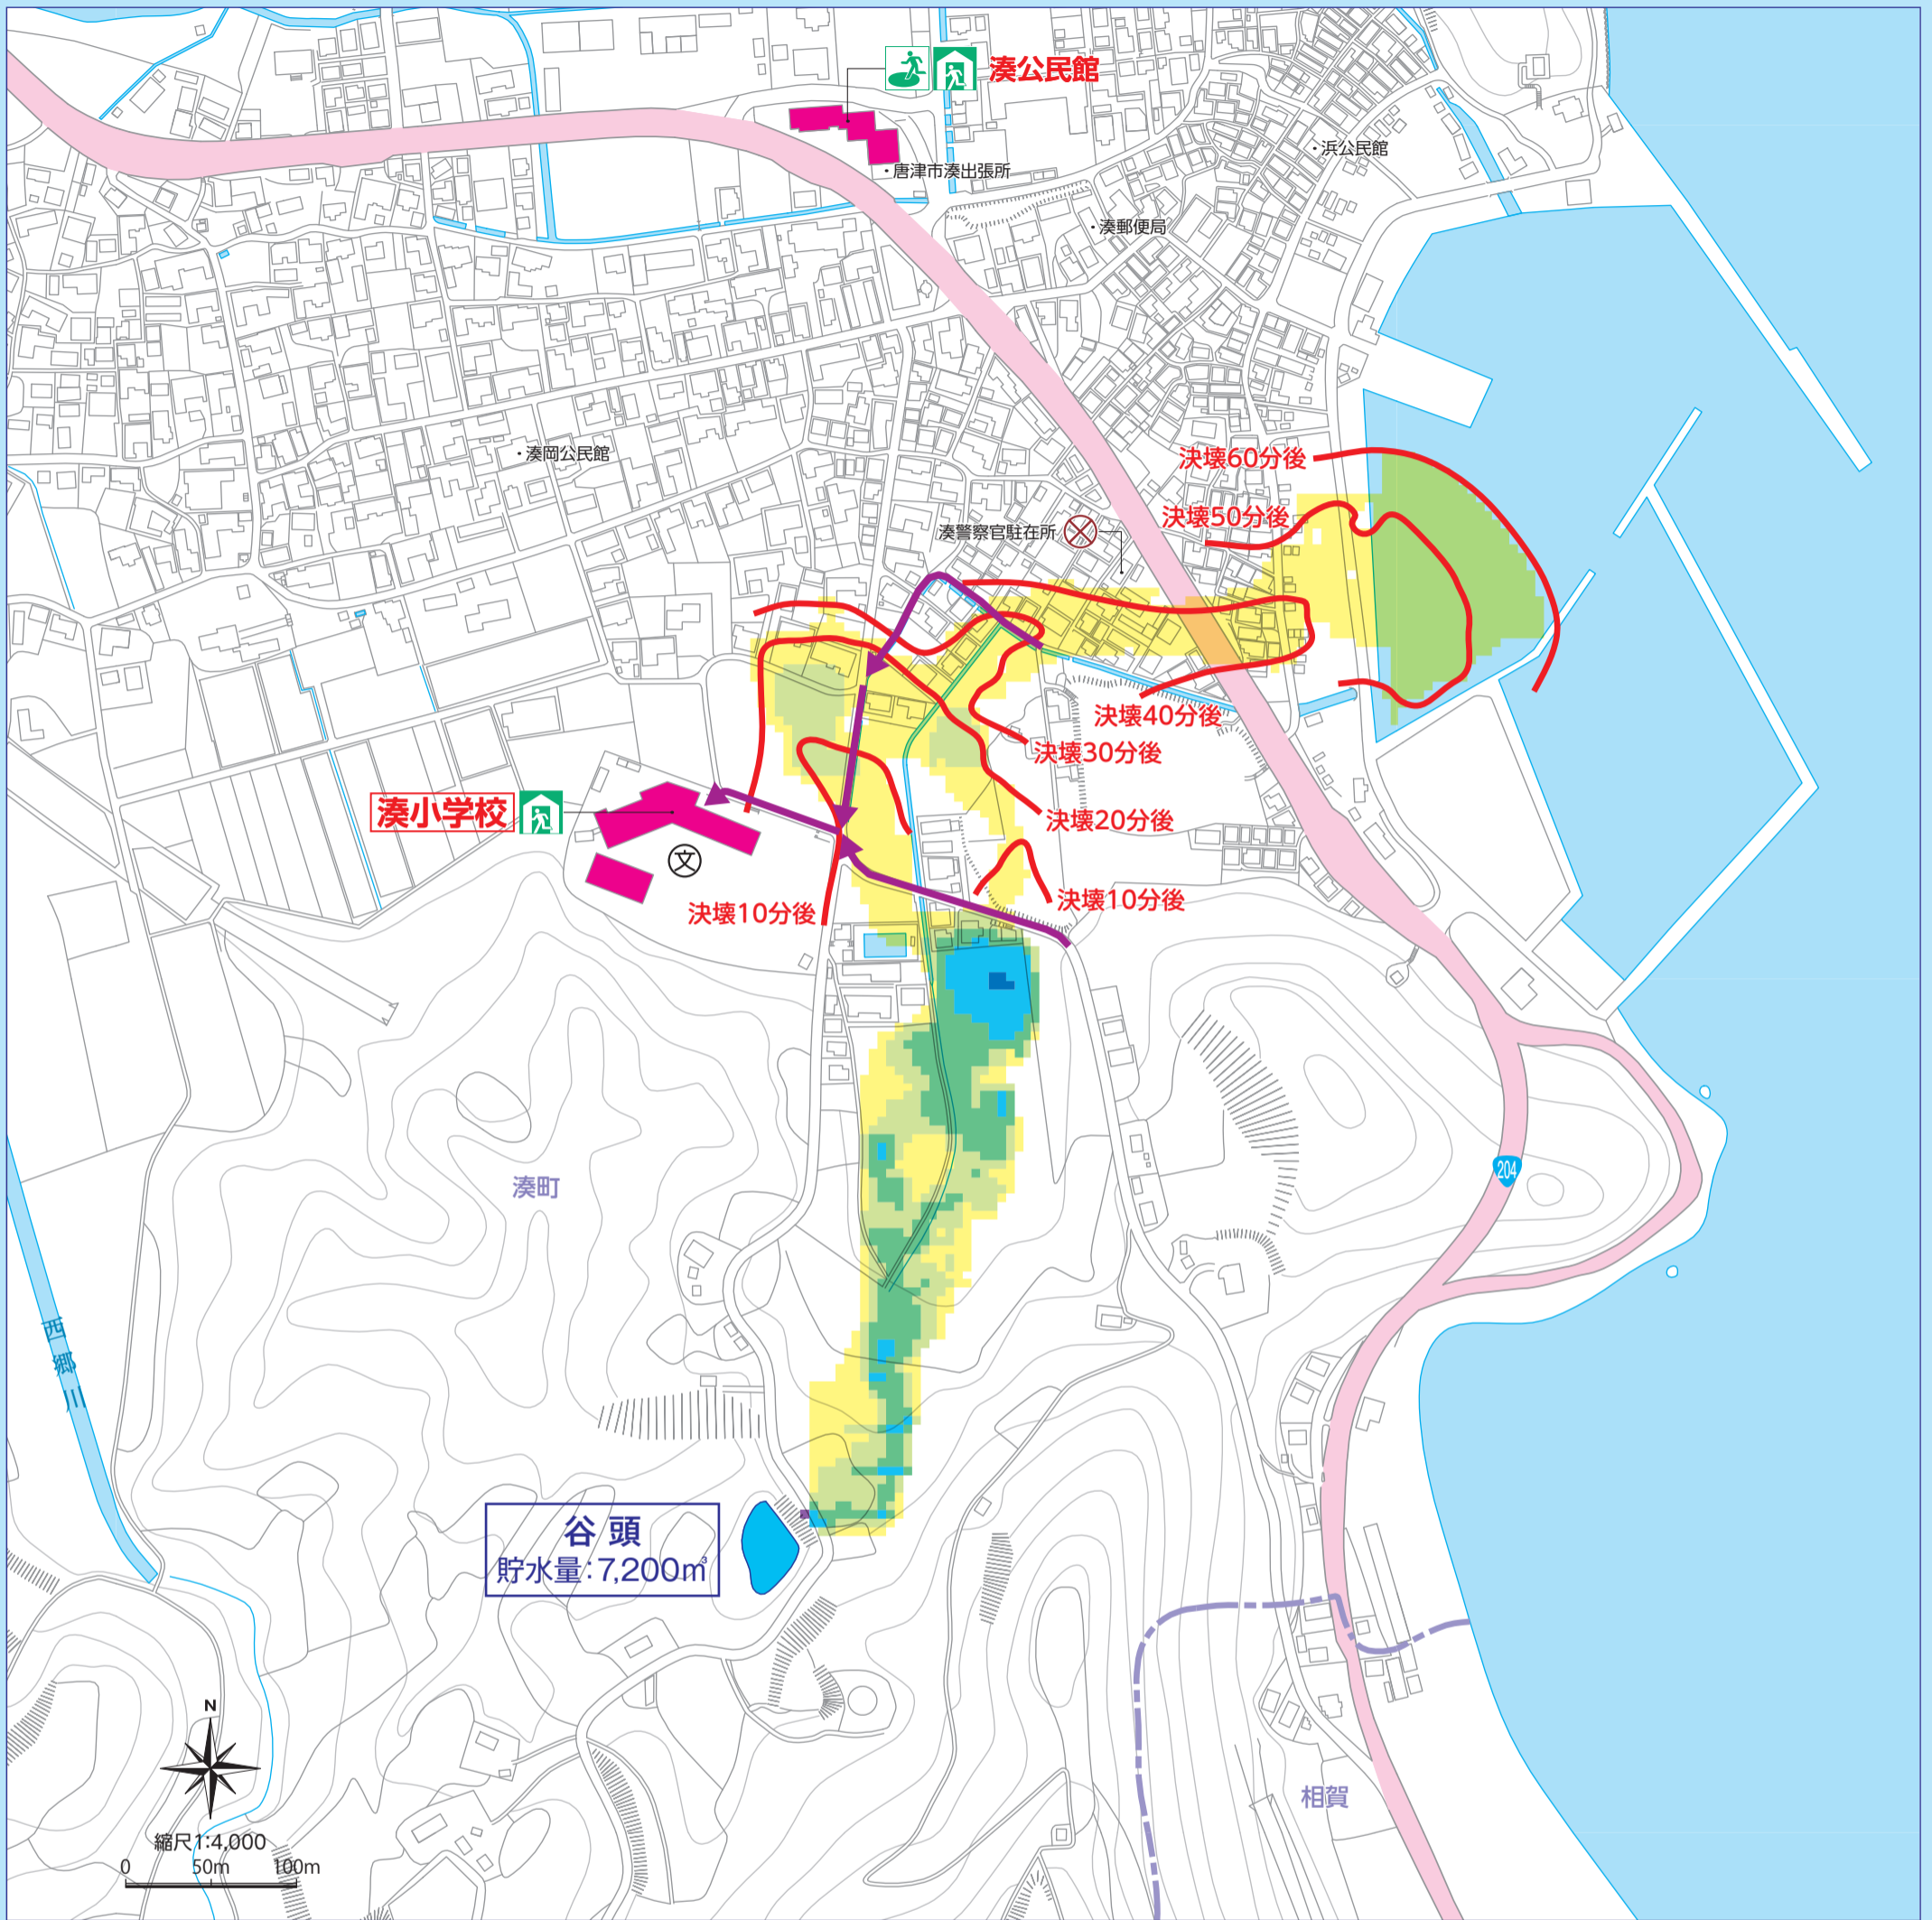 湊公民館
・浜公民館
・唐津市湊出張所
・湊郵便局
・湊岡公民館
決壊60分後
決壊50分後
湊警察官駐在所
決壊40分後
決壊30分後
湊小学校
決壊20分後
文
決壊10分後
決壊10分後
204
湊町
西郷川
谷頭
貯水量:7,200㎥
N
相賀
縮尺1:4,000
0 50m 100m